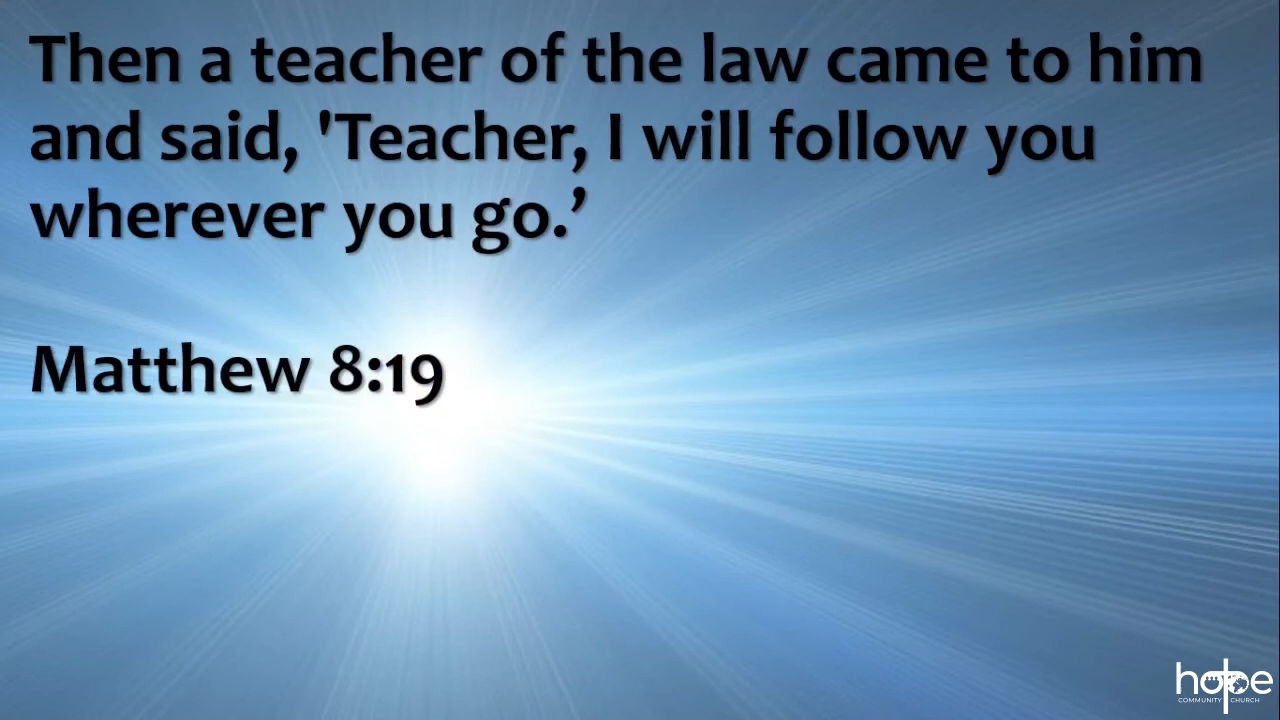 Then a teacher of the law came to him
and said, 'Teacher, I will follow you
wherever you go.’
Matthew 8:19
hope
COMMUNITY CHURCH